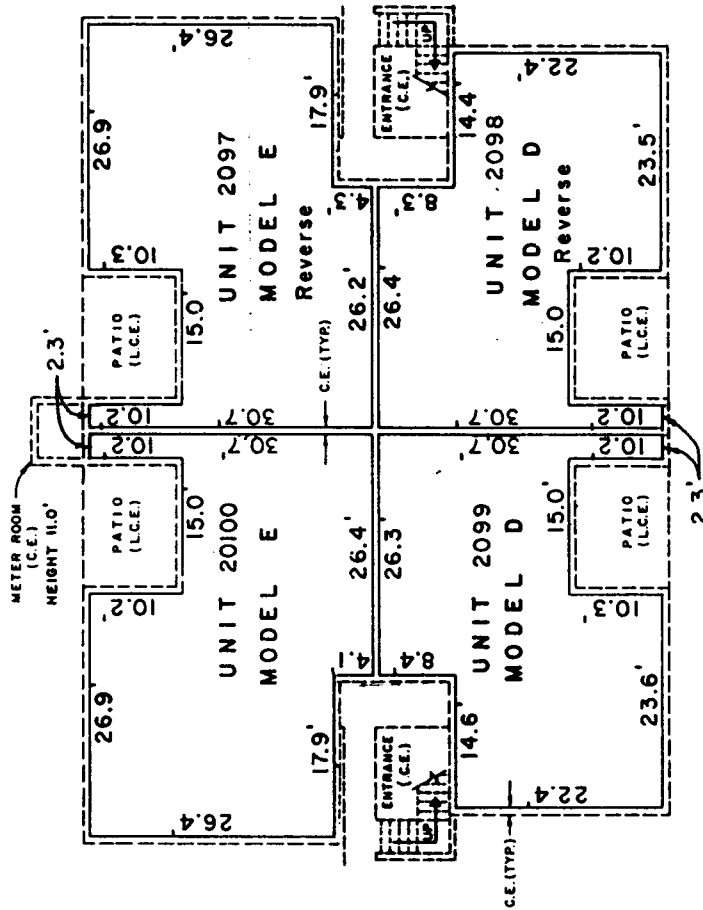 METER ROOM
(C.E.)
HEIGHT 11.0'
2.3'
26.9
26.4'
10.3'
PATIO
(L.C.E.)
15.0
10.2
30.7
UNIT 2097
MODEL E
Reverse
17.9'
4.3'
26.2'
C.E. (TYP.)
ENTRANCE
(C.E.)
UP
26.9
26.4'
10.2'
PATIO
(L.C.E.)
15.0'
10.2
30.7'
UNIT 20100
MODEL E
17.9'
4.1
26.4'
ENTRANCE
(.C.E.)
UP
26.4
8.3'
14.4
22.4'
UNIT 2098
MODEL D
Reverse
23.5'
10.2
15.0
PATIO
(L.C.E.)
30.7
10.2
26.3
8.4
14.6'
22.4
C.E. (TYP.)
UNIT 2099
MODEL D
23.6'
10.3'
15.0'
PATIO
(L.C.E.)
30.7'
10.2
2.3'